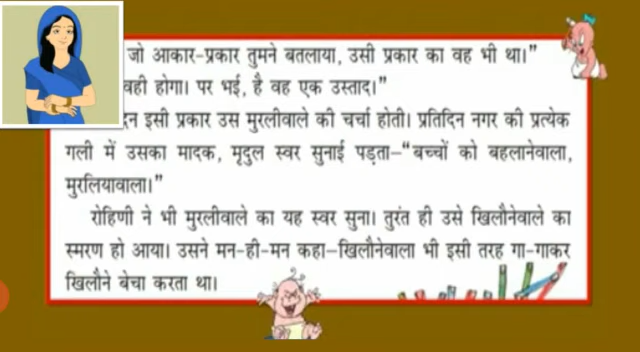 जो आकार-प्रकार तुमने बतलाया, उसी प्रकार का वह भी था।”
वही होगा। पर भई, है वह एक उस्ताद।”
इसी प्रकार उस मुरलीवाले की चर्चा होती। प्रतिदिन नगर की प्रत्येक
गली में उसका मादक, मृदुल स्वर सुनाई पड़ता–“बच्चों को बहलानेवाला,
मुरलियावाला।”
रोहिणी ने भी मुरलीवाले का यह स्वर सुना। तुरंत ही उसे खिलौनेवाले का
स्मरण हो आया। उसने मन-ही-मन कहा–खिलौनेवाला भी इसी तरह गा-गाकर
खिलौने बेचा करता था।